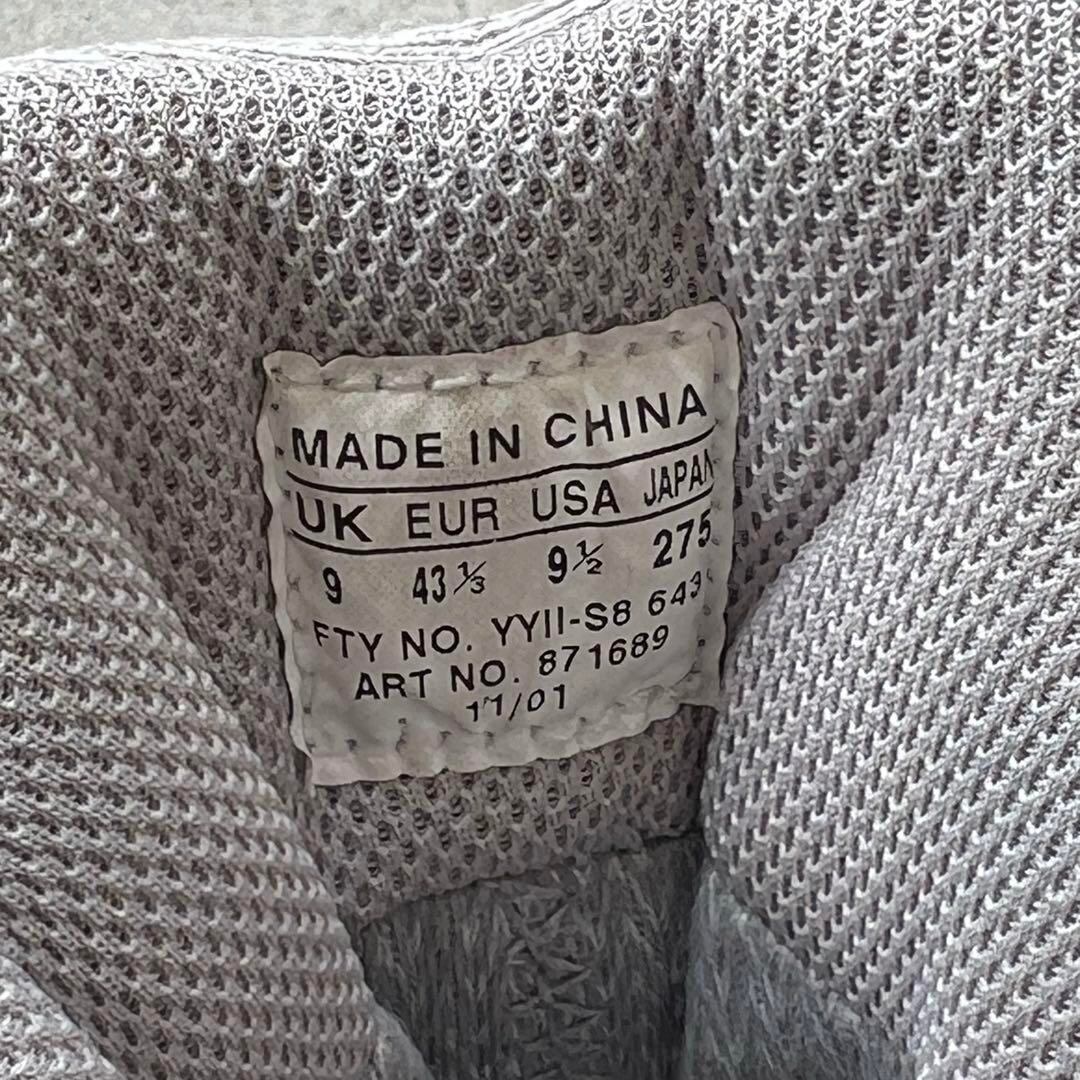 MADE IN CHINA
UK EUR USA JAPAN
9 43⅓ 9½ 275
FTY NO. YYII-S8 643
ART NO. 871689
11/01